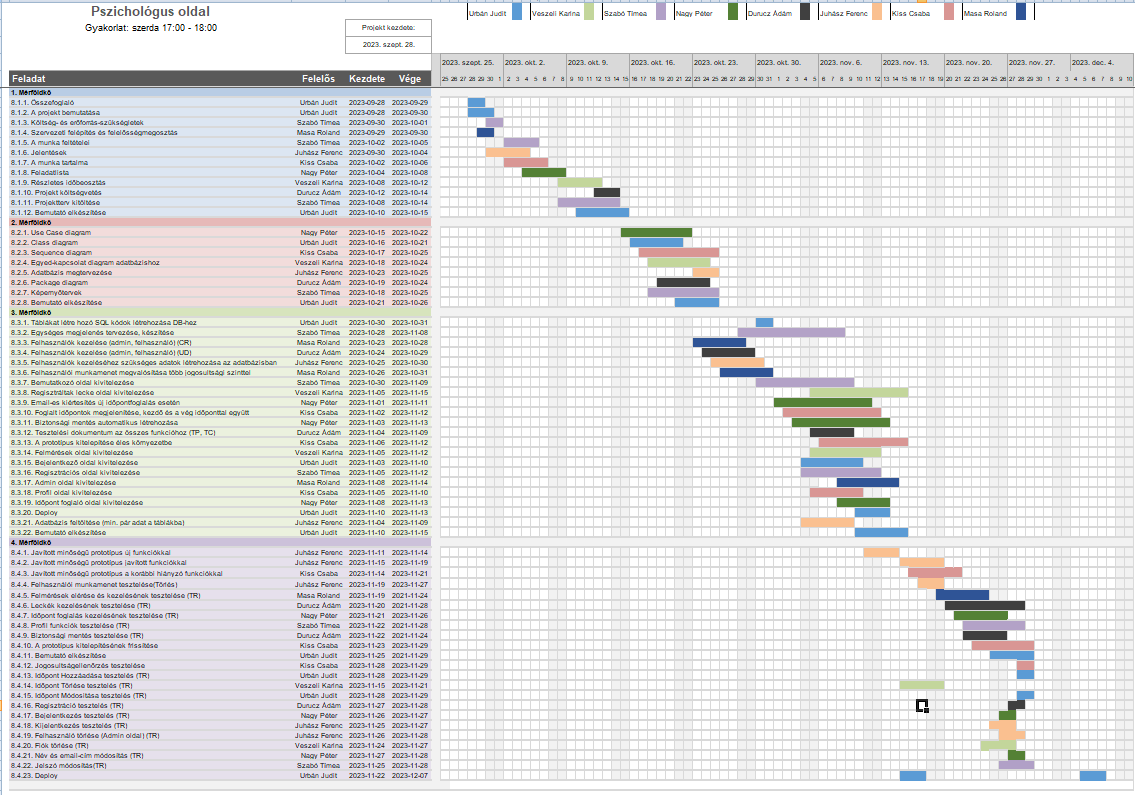 Pszichológus oldal
Gyakorlat: szerda 17:00 - 18:00
Urbán Judit Veszeli Karina Szabó Tímea Nagy Péter Durucz Ádám Juhász Ferenc Kiss Csaba Masa Roland
Projekt kezdete:
2023. szept. 28.
2023. szept. 25. 2023. okt. 2. 2023. okt. 9. 2023. okt. 16. 2023. okt. 23. 2023. okt. 30. 2023. nov. 6. 2023. nov. 13. 2023. nov. 20. 2023. nov. 27. 2023. dec. 4.
25 26 27 28 29 30 1 2 3 4 5 6 7 8 9 10 11 12 13 14 15 16 17 18 19 20 21 22 23 24 25 26 27 28 29 30 31 1 2 3 4 5 6 7 8 9 10 11 12 13 14 15 16 17 18 19 20 21 22 23 24 25 26 27 28 29 30 1 2 3 4 5 6 7 8 9 10
Feladat Felelős Kezdete Vége
1. Mérföldkő
8.1.1. Összefoglaló Urbán Judit 2023-09-28 2023-09-29
8.1.2. A projekt bemutatása Urbán Judit 2023-09-28 2023-09-30
8.1.3. Költség- és erőforrás-szükségletek Szabó Tímea 2023-09-30 2023-10-01
8.1.4. Szervezeti felépítés és felelősségmegosztás Masa Roland 2023-09-29 2023-09-30
8.1.5. A munka feltételei Szabó Tímea 2023-10-02 2023-10-05
8.1.6. Jelentések Juhász Ferenc 2023-09-30 2023-10-04
8.1.7. A munka tartalma Kiss Csaba 2023-10-02 2023-10-06
8.1.8. Feladatlista Nagy Péter 2023-10-04 2023-10-08
8.1.9. Részletes időbeosztás Veszeli Karina 2023-10-08 2023-10-12
8.1.10. Projekt költségvetés Durucz Ádám 2023-10-12 2023-10-14
8.1.11. Projektterv kitöltése Szabó Tímea 2023-10-08 2023-10-14
8.1.12. Bemutató elkészítése Urbán Judit 2023-10-10 2023-10-15
2. Mérföldkő
8.2.1. Use Case diagram Nagy Péter 2023-10-15 2023-10-22
8.2.2. Class diagram Urbán Judit 2023-10-16 2023-10-21
8.2.3. Sequence diagram Kiss Csaba 2023-10-17 2023-10-25
8.2.4. Egyed-kapcsolat diagram adatbázishoz Veszeli Karina 2023-10-18 2023-10-24
8.2.5. Adatbázis megtervezése Juhász Ferenc 2023-10-23 2023-10-25
8.2.6. Package diagram Durucz Ádám 2023-10-19 2023-10-24
8.2.7. Képernyőtervek Szabó Tímea 2023-10-18 2023-10-25
8.2.8. Bemutató elkészítése Urbán Judit 2023-10-21 2023-10-26
3. Mérföldkő
8.3.1. Táblákat létre hozó SQL kódok létrehozása DB-hez Urbán Judit 2023-10-30 2023-10-31
8.3.2. Egységes megjelenés tervezése, készítése Szabó Tímea 2023-10-28 2023-11-08
8.3.3. Felhasználók kezelése (admin, felhasználó) (CR) Masa Roland 2023-10-23 2023-10-28
8.3.4. Felhasználók kezelése (admin, felhasználó) (UD) Durucz Ádám 2023-10-24 2023-10-29
8.3.5. Felhasználók kezeléséhez szükséges adatok létrehozása az adatbázisban Juhász Ferenc 2023-10-25 2023-10-30
8.3.6. Felhasználói munkamenet megvalósítása több jogosultsági szinttel Masa Roland 2023-10-26 2023-10-31
8.3.7. Bemutatkozó oldal kivitelezése Szabó Tímea 2023-10-30 2023-11-09
8.3.8. Regisztráltak lecke oldal kivitelezése Veszeli Karina 2023-11-05 2023-11-15
8.3.9. Email-es kiértesítés új időpontfoglalás esetén Nagy Péter 2023-11-01 2023-11-11
8.3.10. Foglalt időpontok megjelenítése, kezdő és a vég időponttal együtt Kiss Csaba 2023-11-02 2023-11-12
8.3.11. Biztonsági mentés automatikus létrehozása Nagy Péter 2023-11-03 2023-11-13
8.3.12. Tesztelési dokumentum az összes funkcióhoz (TP, TC) Durucz Ádám 2023-11-04 2023-11-09
8.3.13. A prototípus kitelepítése éles környezetbe Kiss Csaba 2023-11-06 2023-11-12
8.3.14. Felmérések oldal kivitelezése Veszeli Karina 2023-11-05 2023-11-12
8.3.15. Bejelentkező oldal kivitelezése Urbán Judit 2023-11-03 2023-11-10
8.3.16. Regisztrációs oldal kivitelezése Szabó Tímea 2023-11-05 2023-11-12
8.3.17. Admin oldal kivitelezése Masa Roland 2023-11-08 2023-11-14
8.3.18. Profil oldal kivitelezése Kiss Csaba 2023-11-05 2023-11-10
8.3.19. Időpont foglaló oldal kivitelezése Nagy Péter 2023-11-08 2023-11-13
8.3.20. Deploy Urbán Judit 2023-11-10 2023-11-13
8.3.21. Adatbázis feltöltése (min. pár adat a táblákba) Juhász Ferenc 2023-11-04 2023-11-09
8.3.22. Bemutató elkészítése Urbán Judit 2023-11-10 2023-11-15
4. Mérföldkő
8.4.1. Javított minőségű prototípus új funkciókkal Juhász Ferenc 2023-11-11 2023-11-14
8.4.2. Javított minőségű prototípus javított funkciókkal Juhász Ferenc 2023-11-15 2023-11-19
8.4.3. Javított minőségű prototípus a korábbi hiányzó funkciókkal Kiss Csaba 2023-11-14 2023-11-21
8.4.4. Felhasználói munkamenet tesztelése(Törlés) Juhász Ferenc 2023-11-19 2023-11-27
8.4.5. Felmérések elérése és kezelésének tesztelése (TR) Masa Roland 2023-11-19 2021-11-24
8.4.6. Leckék kezelésének tesztelése (TR) Durucz Ádám 2023-11-20 2021-11-28
8.4.7. Időpont foglalás kezelésének tesztelése (TR) Nagy Péter 2023-11-21 2021-11-26
8.4.8. Profil funkciók tesztelése (TR) Szabó Tímea 2023-11-22 2021-11-28
8.4.9. Biztonsági mentés tesztelése (TR) Durucz Ádám 2023-11-22 2021-11-24
8.4.10. A prototípus kitelepítésének frissítése Kiss Csaba 2023-11-23 2023-11-29
8.4.11. Bemutató elkészítése Urbán Judit 2023-11-25 2021-11-29
8.4.12. Jogosultságellenőrzés tesztelése Kiss Csaba 2023-11-28 2023-11-29
8.4.13. Időpont Hozzáadása tesztelés (TR) Urbán Judit 2023-11-28 2023-11-29
8.4.14. Időpont Törlése tesztelés (TR) Veszeli Karina 2023-11-15 2023-11-21
8.4.15. Időpont Módosítása tesztelés (TR) Urbán Judit 2023-11-28 2023-11-29
8.4.16. Regisztráció tesztelés (TR) Durucz Ádám 2023-11-27 2023-11-28
8.4.17. Bejelentkezés tesztelés (TR) Nagy Péter 2023-11-26 2023-11-27
8.4.18. Kijelentkezés tesztelés (TR) Juhász Ferenc 2023-11-25 2023-11-27
8.4.19. Felhasználó törlése (Admin oldal) (TR) Juhász Ferenc 2023-11-26 2023-11-28
8.4.20. Fiók törlése (TR) Veszeli Karina 2023-11-24 2023-11-27
8.4.21. Név és email-cím módosítás (TR) Nagy Péter 2023-11-27 2023-11-28
8.4.22. Jelszó módosítás(TR) Szabó Tímea 2023-11-25 2023-11-28
8.4.23. Deploy Urbán Judit 2023-11-22 2023-12-07